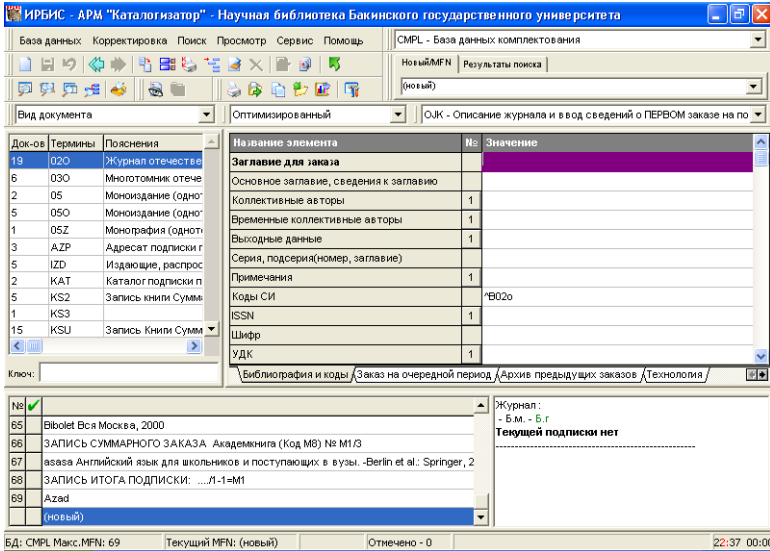 ИРБИС - АРМ "Каталогизатор" - Научная библиотека Бакинского государственного университета
База данных Корректировка Поиск Просмотр Сервис Помощь
CMPL - База данных комплектования
Новый/MFN Результаты поиска
(новый)
Вид документа
Оптимизированный
OJK - Описание журнала и ввод сведений о ПЕРВОМ заказе на по
Док-ов Термины Пояснения
19 02O Журнал отечестве
6 03O Многотомник отече
2 05 Моноиздание (одно
5 05O Моноиздание (одно
1 05Z Монография (одното
3 AZP Адресат подписки г
5 IZD Издающие, распрос
2 KAT Каталог подписки п
5 KS2 Запись книги Сумм
1 KS3
15 KSU Запись Книги Сумм
Ключ:
Название элемента № Значение
Заглавие для заказа
Основное заглавие, сведения к заглавию
Коллективные авторы 1
Временные коллективные авторы 1
Выходные данные 1
Серия, подсерия(номер, заглавие)
Примечания 1
Коды СИ ^B02o
ISSN 1
Шифр
УДК 1
Библиография и коды Заказ на очередной период Архив предыдущих заказов Технология
№
65 Bibolet Вся Москва, 2000
66 ЗАПИСЬ СУММАРНОГО ЗАКАЗА Академкнига (Код M8) № M1/3
67 asasa Английский язык для школьников и поступающих в вузы. -Berlin et al.: Springer, 2
68 ЗАПИСЬ ИТОГА ПОДПИСКИ: ..../1-1=M1
69 Azad
(новый)
Журнал :
- Б.м. - Б.г
Текущей подписки нет
--------------------------------------------------
БД: CMPL Макс.MFN: 69 Текущий MFN: (новый) Отмечено - 0 22:37 00:00